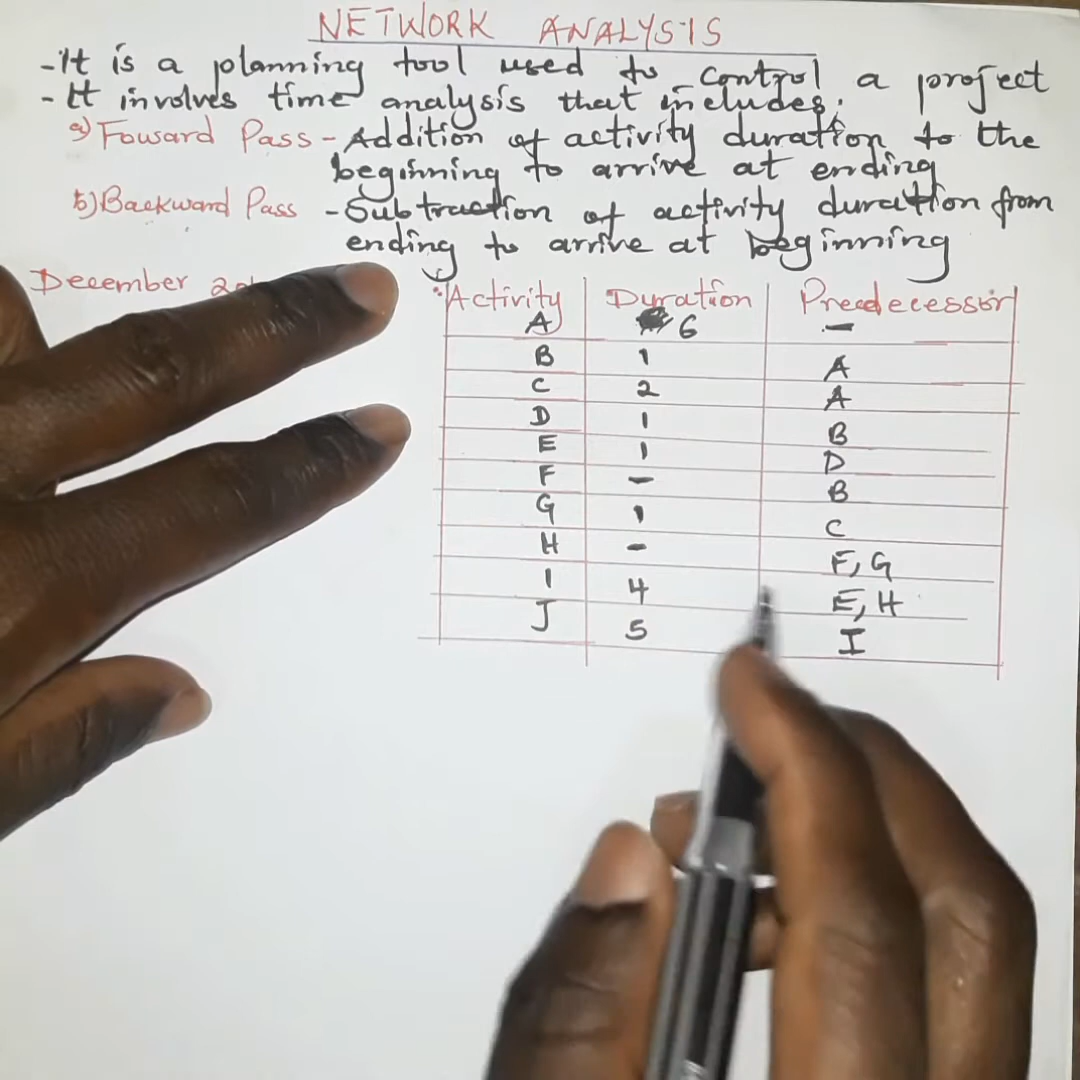 NETWORK ANALYSIS
-It is a planning tool used to control a project
- It involves time analysis that includes.
a) Foward Pass - Addition of activity duration to the
beginning to arrive at ending
b) Backward Pass - Subtraction of activity duration from
ending to arrive at beginning
December
Activity Duration Predecessor
A 6 -
B 1 A
C 2 A
D 1 B
E 1 D
F - B
G 1 C
H - F, G
I 4 E, H
J 5 I